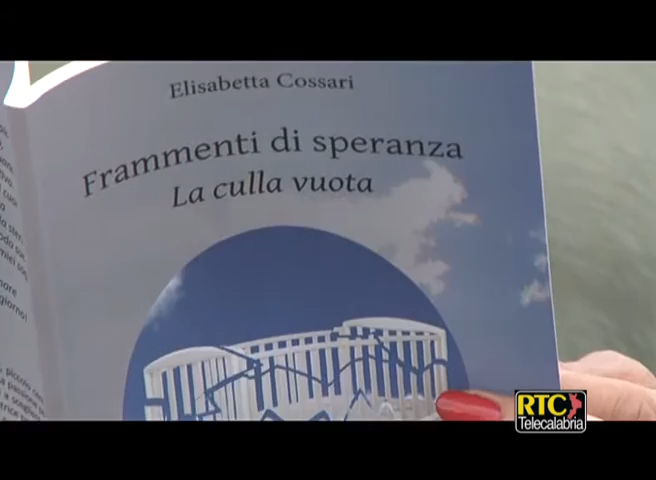 Elisabetta Cossari
Frammenti di speranza
La culla vuota
RTC
Telecalabria